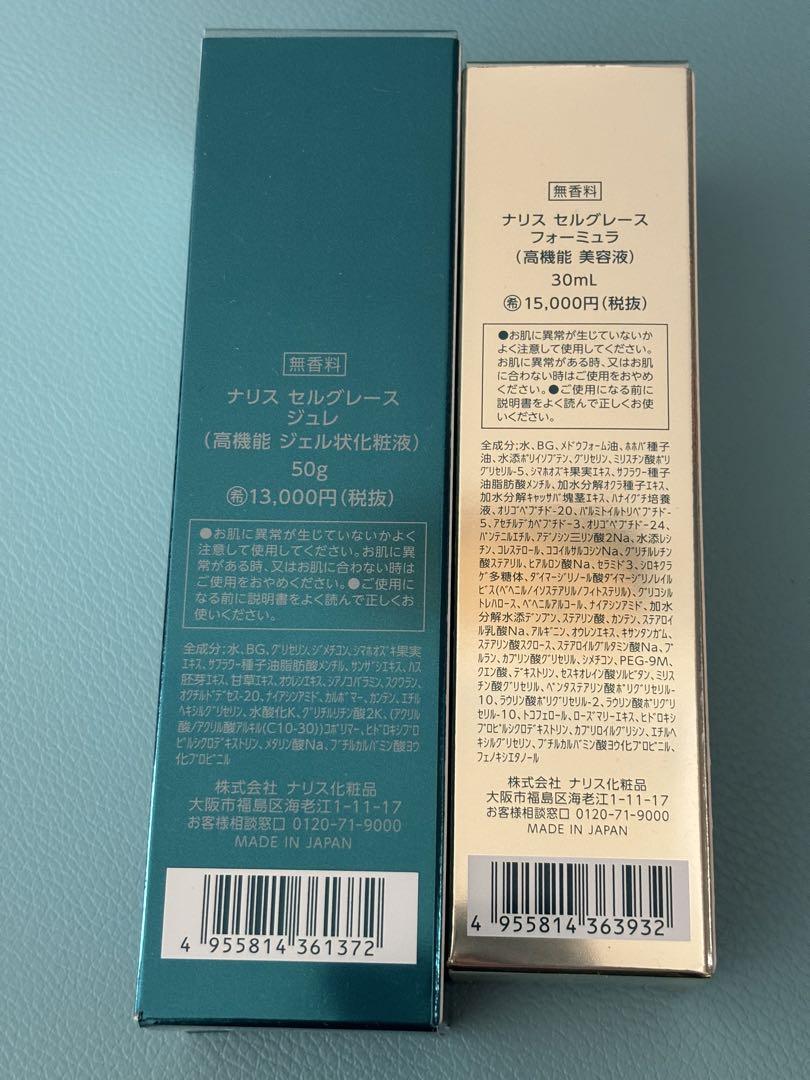 無香料
ナリス セルグレース
ジュレ
（高機能 ジェル状化粧液）
50g
㊒13,000円（税抜）
●お肌に異常が生じていないかよく
注意して使用してください。お肌に異
常がある時、又はお肌に合わない時は
ご使用をおやめください。●ご使用に
なる前に説明書をよく読んで正しくお
使いください。
全成分;水、BG、グリセリン、ジメチコン、シマホオズキ果実
エキス、サフラワー種子油脂肪酸メンチル、サンザシエキス、ハス
胚芽エキス、甘草エキス、オウレンエキス、シアノコバラミン、スクワラン、
オクチルドデセス-20、ナイアシンアミド、カルボマー、カンテン、エチル
ヘキシルグリセリン、水酸化K、グリチルリチン酸2K、(アクリル
酸/アクリル酸アルキル(C10-30))コポリマー、ヒドロキシプロ
ピルシクロデキストリン、メタリン酸Na、ブチルカルバミン酸ヨウ
化プロピニル
株式会社 ナリス化粧品
大阪市福島区海老江1-11-17
お客様相談窓口 0120-71-9000
MADE IN JAPAN
4 955814 361372
無香料
ナリス セルグレース
フォーミュラ
（高機能 美容液）
30mL
㊒15,000円（税抜）
●お肌に異常が生じていないか
よく注意して使用してください。
お肌に異常がある時、又はお肌
に合わない時はご使用をおやめ
ください。●ご使用になる前に
説明書をよく読んで正しくお使
いください。
全成分;水、BG、メドウフォーム油、ホホバ種子
油、水添ポリイソブテン、グリセリン、ミリスチン酸ポリ
グリセリル-5、シマホオズキ果実エキス、サフラワー種子
油脂肪酸メンチル、加水分解オクラ種子エキス、
加水分解キャッサバ塊茎エキス、ハナイグチ培養
液、オリゴペプチド-20、パルミトイルトリペプチド-
5、アセチルデカペプチド-3、オリゴペプチド-24、
パンテニルエチル、アデノシン三リン酸2Na、水添レシ
チン、コレステロール、ココイルサルコシンNa、グリチルレチン
酸ステアリル、ヒアルロン酸Na、セラミド3、シロキクラ
ゲ多糖体、ダイマージリノール酸ダイマージリノレイル
ビス(ベヘニル/イソステアリル/フィトステリル)、グリコシル
トレハロース、ベヘニルアルコール、ナイアシンアミド、加水
分解水添デンプン、ステアリン酸、カンテン、ステアロイ
ル乳酸Na、アルギニン、オウレンエキス、キサンタンガム、
ステアリン酸スクロース、ステアロイルグルタミン酸Na、プ
ルラン、カプリン酸グリセリル、シメチコン、PEG-9M、
クエン酸、デキストリン、セスキオレイン酸ソルビタン、ミリス
チン酸グリセリル、ペンタステアリン酸ポリグリセリル-
10、ラウリン酸ポリグリセリル-2、ラウリン酸ポリグリ
セリル-10、トコフェロール、ローズマリーエキス、ヒドロキシ
プロピルシクロデキストリン、カプリロイルグリシン、エチルヘ
キシルグリセリン、ブチルカルバミン酸ヨウ化プロピニル、
フェノキシエタノール
株式会社 ナリス化粧品
大阪市福島区海老江1-11-17
お客様相談窓口 0120-71-9000
MADE IN JAPAN
4 955814 363932